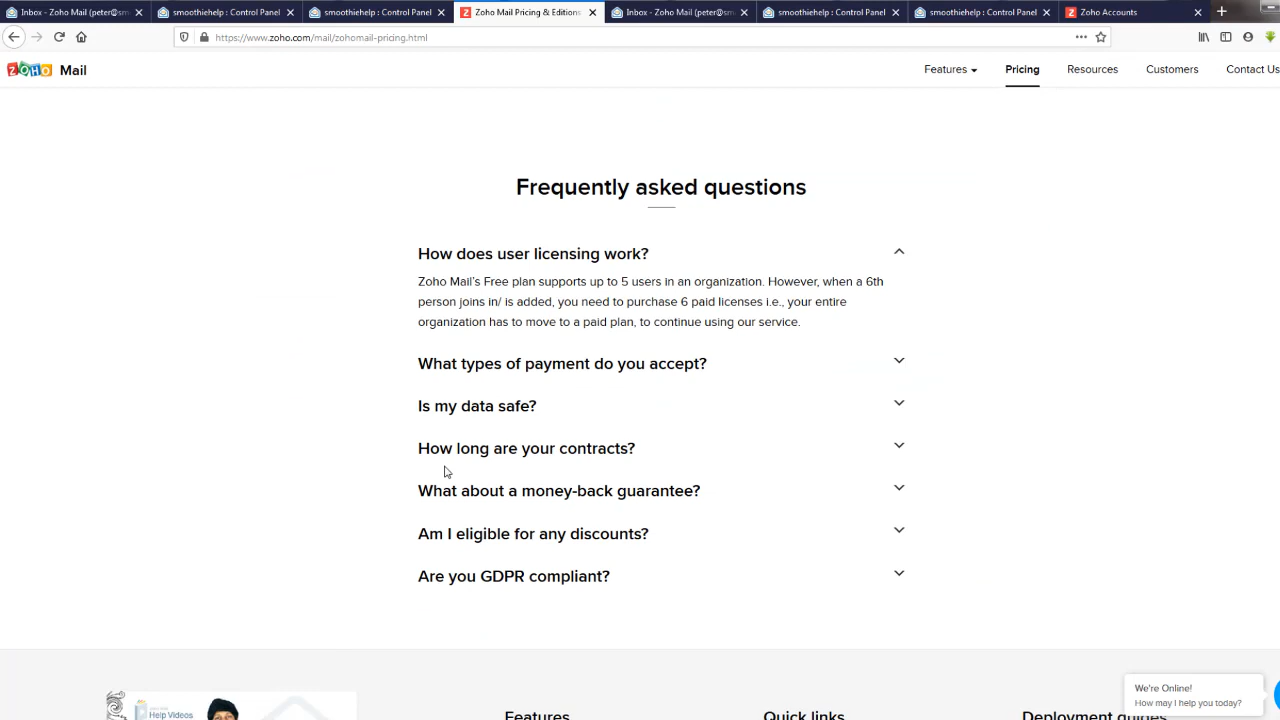 Inbox - Zoho Mail (peter@sm
smoothiehelp : Control Panel
smoothiehelp : Control Panel
Zoho Mail Pricing & Editions
Inbox - Zoho Mail (peter@sm
smoothiehelp : Control Panel
smoothiehelp : Control Panel
Zoho Accounts
https://www.zoho.com/mail/zohomail-pricing.html
ZOHO Mail
Features
Pricing
Resources
Customers
Contact Us
Frequently asked questions
How does user licensing work?
Zoho Mail's Free plan supports up to 5 users in an organization. However, when a 6th
person joins in/ is added, you need to purchase 6 paid licenses i.e., your entire
organization has to move to a paid plan, to continue using our service.
What types of payment do you accept?
Is my data safe?
How long are your contracts?
What about a money-back guarantee?
Am I eligible for any discounts?
Are you GDPR compliant?
We're Online!
How may I help you today?
Help Videos
Features
Quick links
Deployment guides